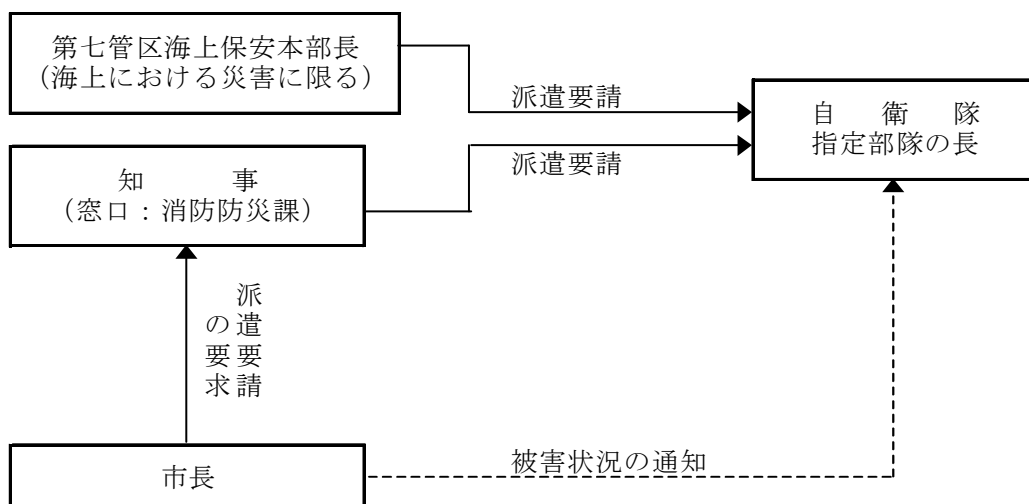 第七管区海上保安本部長
（海上における災害に限る）
派遣要請
自　衛　隊
指定部隊の長
知　　　事
（窓口：消防防災課）
派遣要請
派遣要請
の要求
市長
被害状況の通知